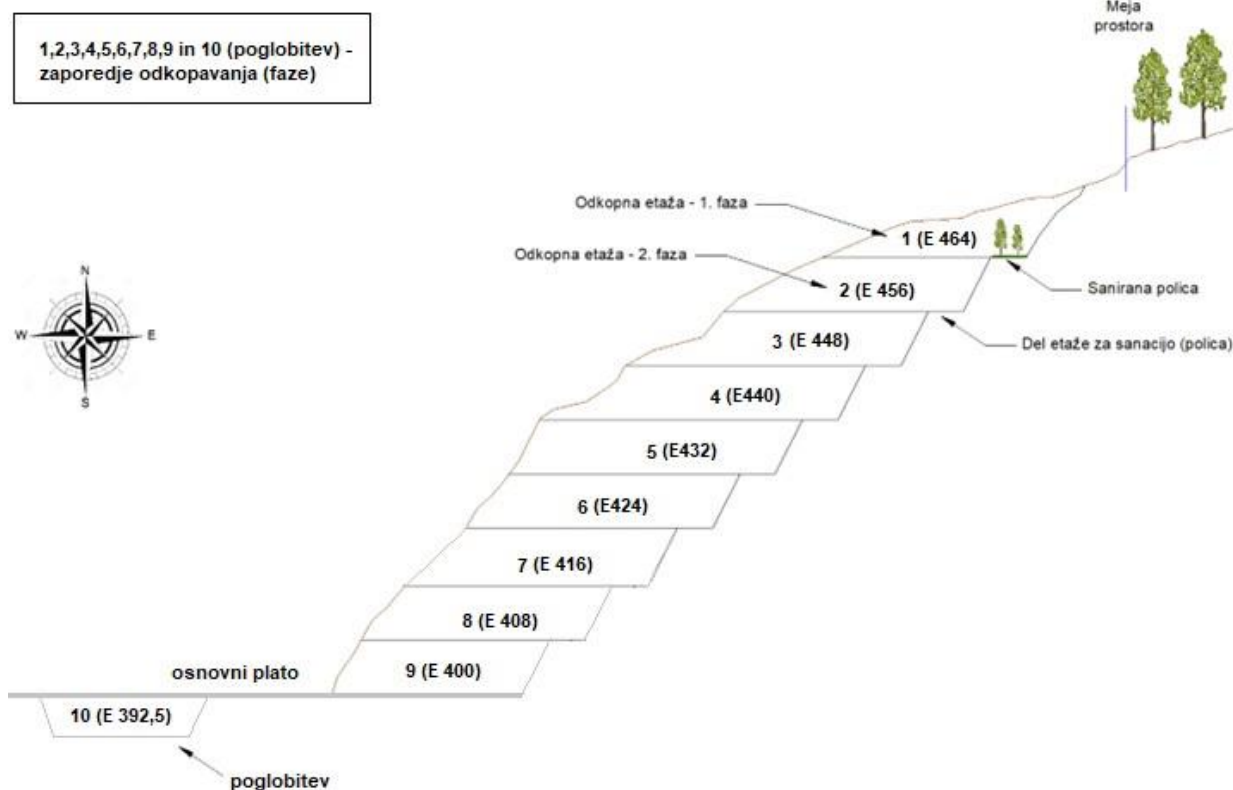 Meja
prostora
1,2,3,4,5,6,7,8,9 in 10 (poglobitev) -
zaporedje odkopavanja (faze)
Odkopna etaža - 1. faza
1 (E 464)
Odkopna etaža - 2. faza
2 (E 456)
Sanirana polica
3 (E 448)
Del etaže za sanacijo (polica)
N
W
E
S
4 (E440)
5 (E432)
6 (E424)
7 (E 416)
8 (E 408)
osnovni plato
9 (E 400)
10 (E 392,5)
poglobitev